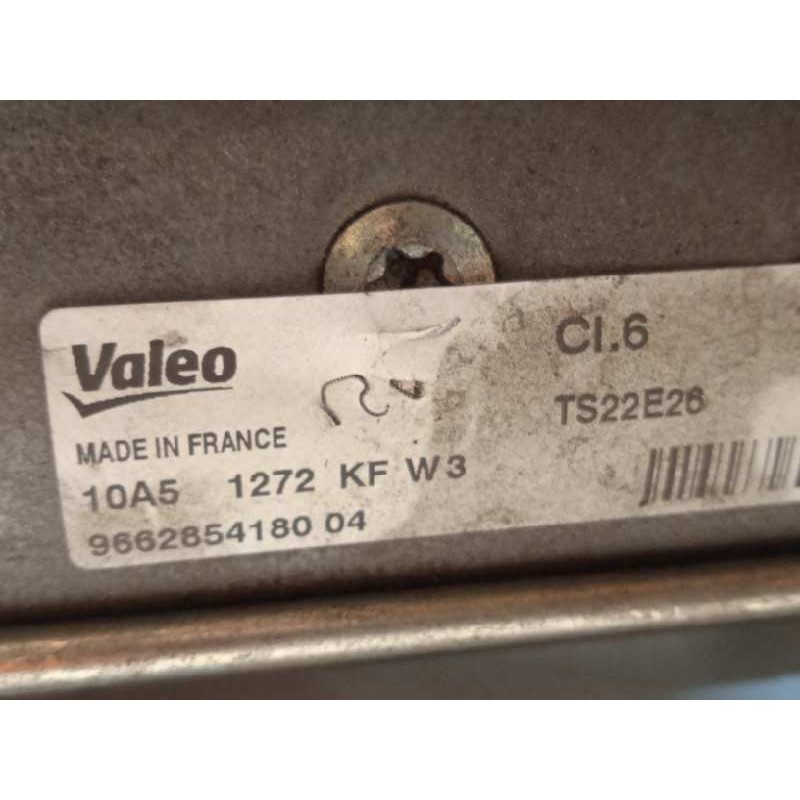 Valeo
CI.6
MADE IN FRANCE
TS22E26
10A5 1272 KF W3
9662854180 04